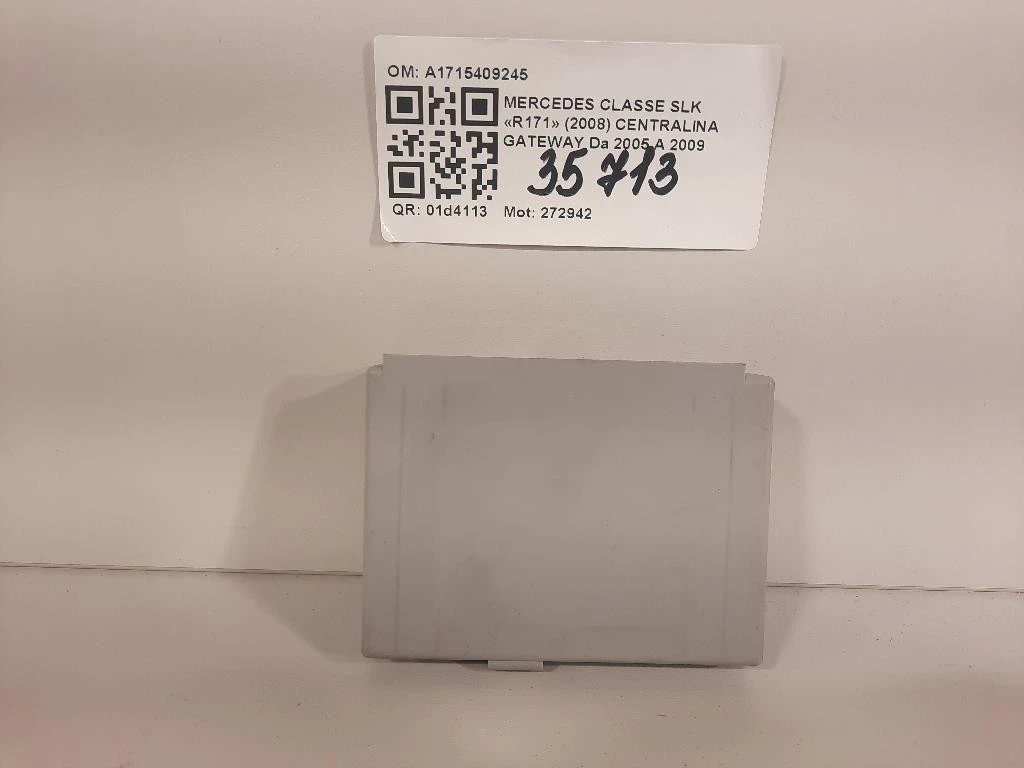 OM: A1715409245
MERCEDES CLASSE SLK
«R171» (2008) CENTRALINA
GATEWAY Da 2005 A 2009
35 713
QR: 01d4113 Mot: 272942